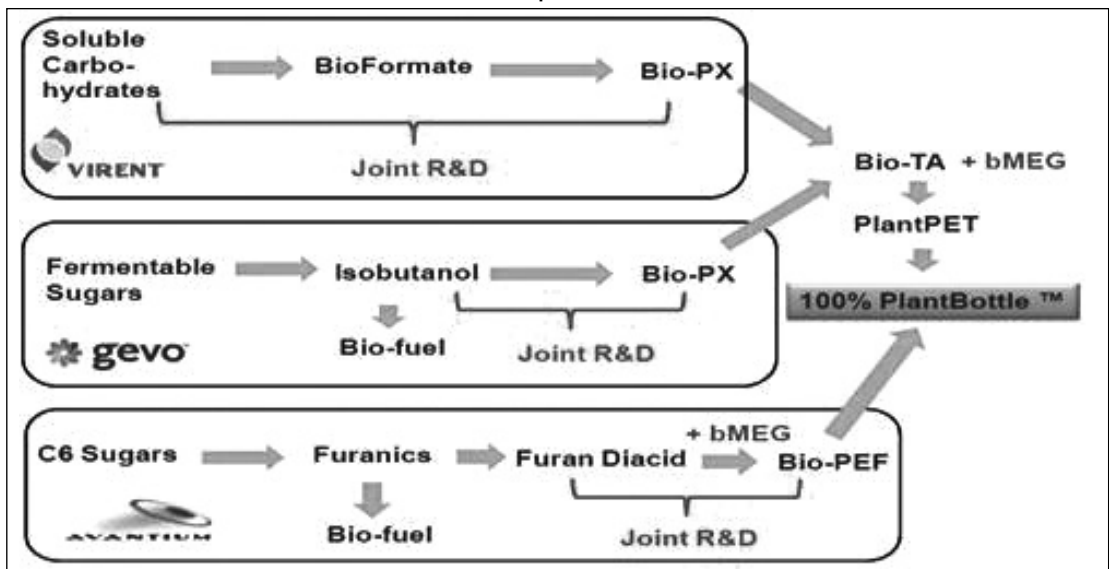 Soluble
Carbo-
hydrates
BioFormate
Bio-PX
VIRENT
Joint R&D
Bio-TA + bMEG
PlantPET
100% PlantBottle ™
Fermentable
Sugars
Isobutanol
Bio-PX
gevo
Bio-fuel
Joint R&D
+ bMEG
C6 Sugars
Furanics
Furan Diacid
Bio-PEF
AVANTIUM
Bio-fuel
Joint R&D